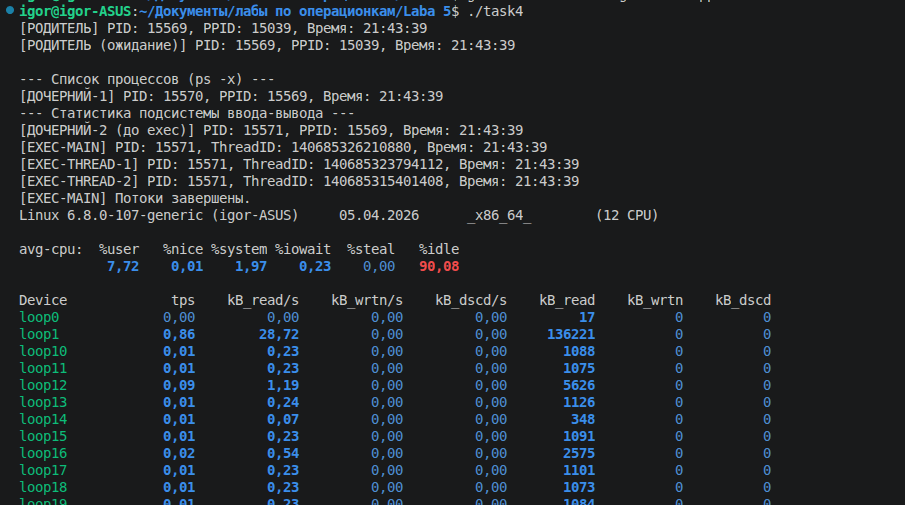 igor@igor-ASUS:~/Документы/лабы по операционкам/Laba 5$ ./task4
[РОДИТЕЛЬ] PID: 15569, PPID: 15039, Время: 21:43:39
[РОДИТЕЛЬ (ожидание)] PID: 15569, PPID: 15039, Время: 21:43:39

--- Список процессов (ps -x) ---
[ДОЧЕРНИЙ-1] PID: 15570, PPID: 15569, Время: 21:43:39
--- Статистика подсистемы ввода-вывода ---
[ДОЧЕРНИЙ-2 (до exec)] PID: 15571, PPID: 15569, Время: 21:43:39
[EXEC-MAIN] PID: 15571, ThreadID: 140685326210880, Время: 21:43:39
[EXEC-THREAD-1] PID: 15571, ThreadID: 140685323794112, Время: 21:43:39
[EXEC-THREAD-2] PID: 15571, ThreadID: 140685315401408, Время: 21:43:39
[EXEC-MAIN] Потоки завершены.
Linux 6.8.0-107-generic (igor-ASUS) 05.04.2026 _x86_64_ (12 CPU)

avg-cpu: %user %nice %system %iowait %steal %idle
7,72 0,01 1,97 0,23 0,00 90,08

Device tps kB_read/s kB_wrtn/s kB_dscd/s kB_read kB_wrtn kB_dscd
loop0 0,00 0,00 0,00 0,00 17 0 0
loop1 0,86 28,72 0,00 0,00 136221 0 0
loop10 0,01 0,23 0,00 0,00 1088 0 0
loop11 0,01 0,23 0,00 0,00 1075 0 0
loop12 0,09 1,19 0,00 0,00 5626 0 0
loop13 0,01 0,24 0,00 0,00 1126 0 0
loop14 0,01 0,07 0,00 0,00 348 0 0
loop15 0,01 0,23 0,00 0,00 1091 0 0
loop16 0,02 0,54 0,00 0,00 2575 0 0
loop17 0,01 0,23 0,00 0,00 1101 0 0
loop18 0,01 0,23 0,00 0,00 1073 0 0
loop19 0,01 0,23 0,00 0,00 1084 0 0